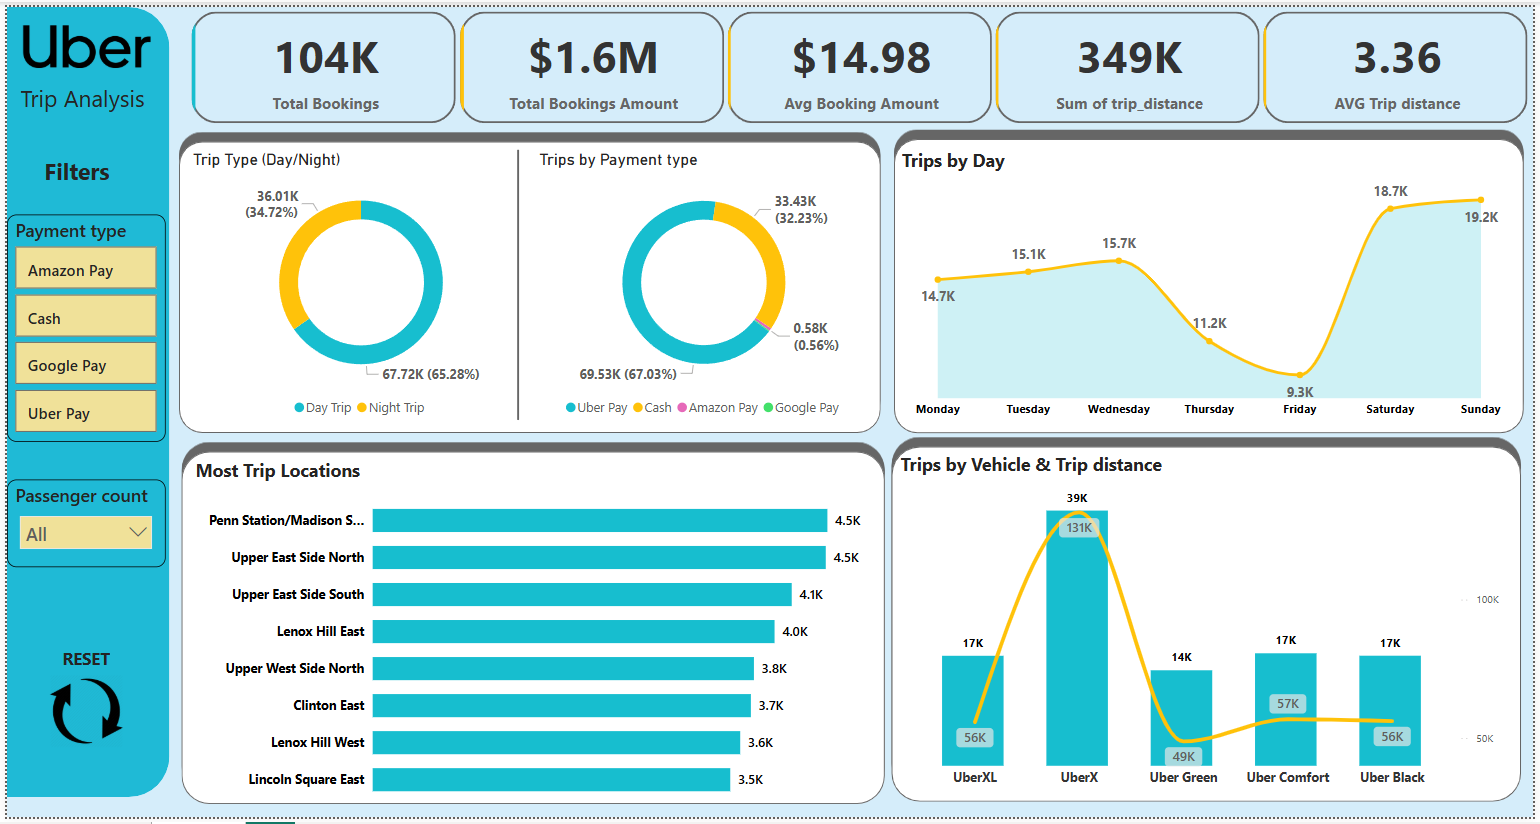 Uber
Trip Analysis
Filters
Payment type
Amazon Pay
Cash
Google Pay
Uber Pay
Passenger count
All
RESET
104K
Total Bookings
$1.6M
Total Bookings Amount
$14.98
Avg Booking Amount
349K
Sum of trip_distance
3.36
AVG Trip distance
Trip Type (Day/Night)
36.01K
(34.72%)
67.72K (65.28%)
Day Trip Night Trip
Trips by Payment type
33.43K
(32.23%)
0.58K
(0.56%)
69.53K (67.03%)
Uber Pay Cash Amazon Pay Google Pay
Trips by Day
14.7K
15.1K
15.7K
11.2K
9.3K
18.7K
19.2K
Monday Tuesday Wednesday Thursday Friday Saturday Sunday
Most Trip Locations
Penn Station/Madison S... 4.5K
Upper East Side North 4.5K
Upper East Side South 4.1K
Lenox Hill East 4.0K
Upper West Side North 3.8K
Clinton East 3.7K
Lenox Hill West 3.6K
Lincoln Square East 3.5K
Trips by Vehicle & Trip distance
17K 39K 14K 17K 17K
56K 131K 49K 57K 56K
100K
50K
UberXL UberX Uber Green Uber Comfort Uber Black